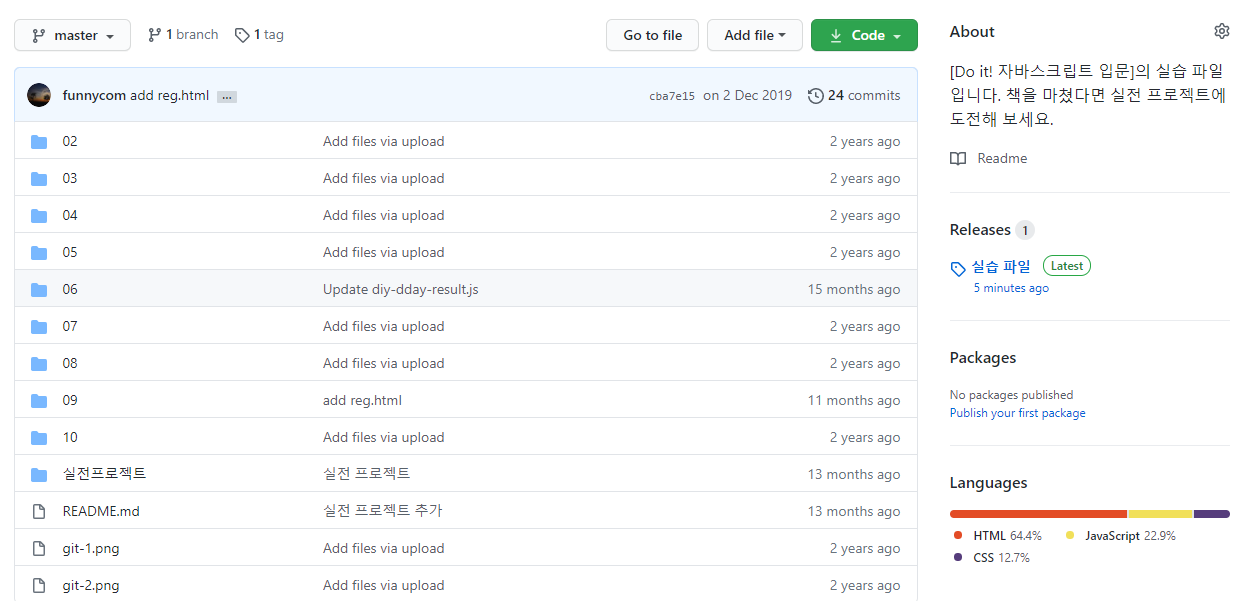 master 1 branch 1 tag Go to file Add file Code
funnycom add reg.html ... cba7e15 on 2 Dec 2019 24 commits
02 Add files via upload 2 years ago
03 Add files via upload 2 years ago
04 Add files via upload 2 years ago
05 Add files via upload 2 years ago
06 Update diy-dday-result.js 15 months ago
07 Add files via upload 2 years ago
08 Add files via upload 2 years ago
09 add reg.html 11 months ago
10 Add files via upload 2 years ago
실전프로젝트 실전 프로젝트 13 months ago
README.md 실전 프로젝트 추가 13 months ago
git-1.png Add files via upload 2 years ago
git-2.png Add files via upload 2 years ago
About
[Do it! 자바스크립트 입문]의 실습 파일
입니다. 책을 마쳤다면 실전 프로젝트에
도전해 보세요.
Readme
Releases 1
실습 파일 Latest
5 minutes ago
Packages
No packages published
Publish your first package
Languages
HTML 64.4% JavaScript 22.9%
CSS 12.7%